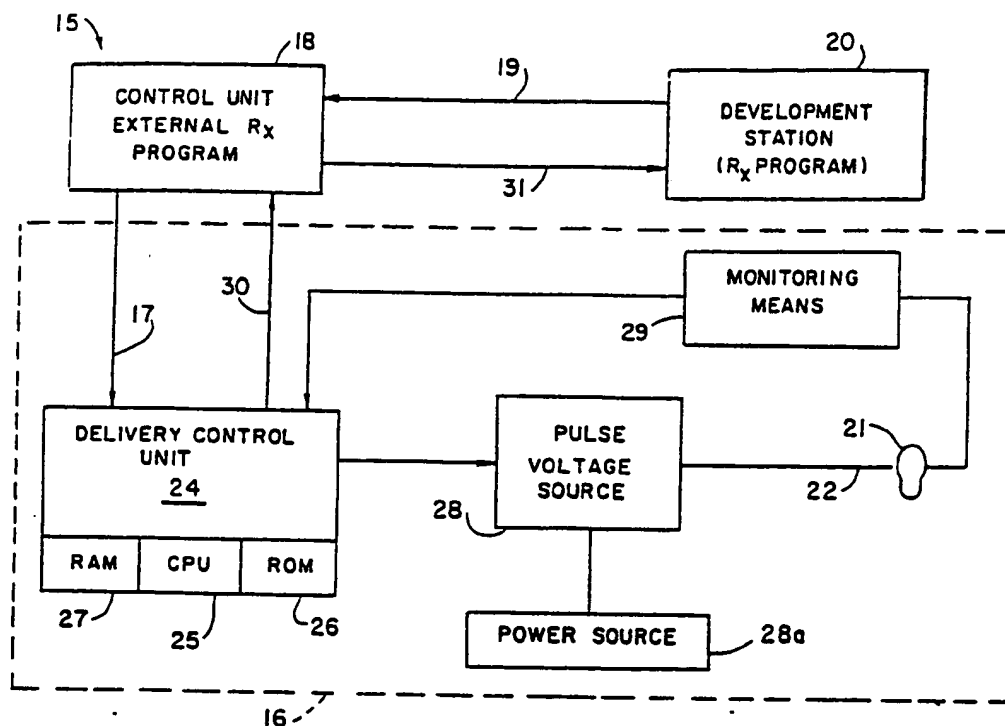 15
18
CONTROL UNIT
EXTERNAL Rx
PROGRAM
19
31
20
DEVELOPMENT
STATION
(Rx PROGRAM)
17
30
MONITORING
MEANS
29
DELIVERY CONTROL
UNIT
24
RAM
CPU
ROM
27
25
26
PULSE
VOLTAGE
SOURCE
28
21
22
POWER SOURCE
28a
16